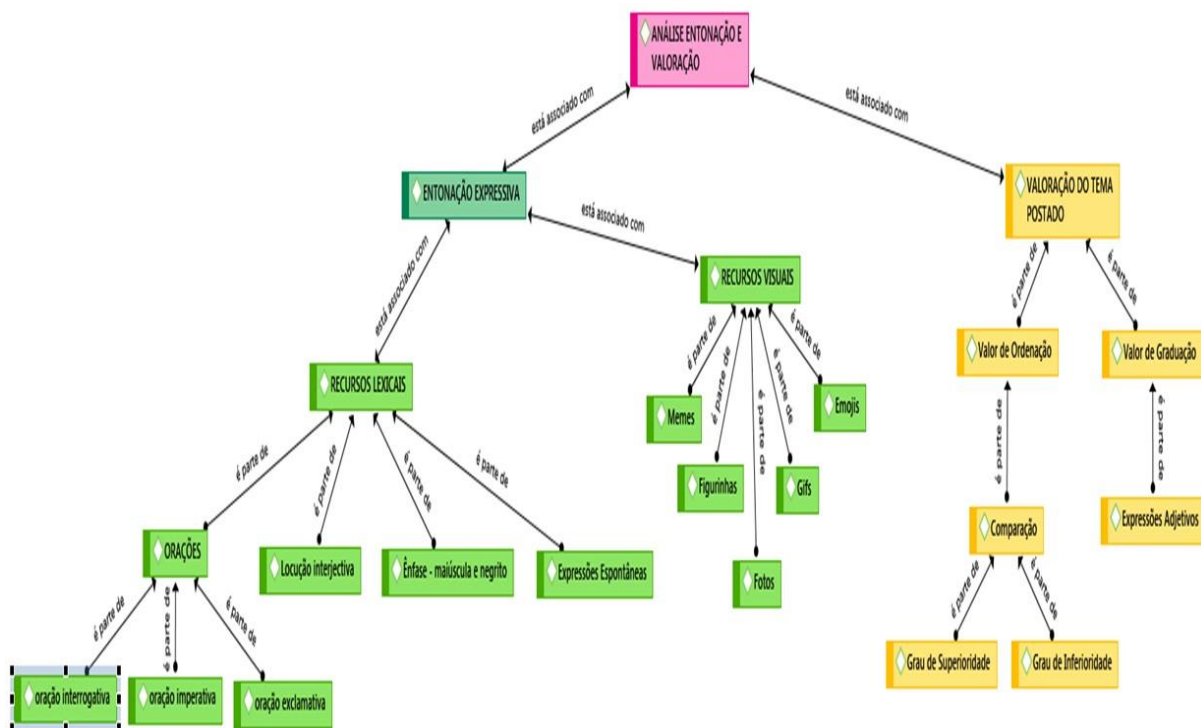 ANÁLISE ENTONAÇÃO E
VALORAÇÃO
está associado com
está associado com
ENTONAÇÃO EXPRESSIVA
VALORAÇÃO DO TEMA
POSTADO
está associado com
está associado com
RECURSOS VISUAIS
é parte de
é parte de
Valor de Ordenação
Valor de Graduação
RECURSOS LEXICAIS
é parte de
é parte de
é parte de
é parte de
é parte de
Memes
Emojis
Figurinhas
Gifs
Fotos
é parte de
é parte de
é parte de
é parte de
é parte de
é parte de
Comparação
Expressões Adjetivos
ORAÇÕES
Locução interjectiva
Ênfase - maiúscula e negrito
Expressões Espontâneas
é parte de
é parte de
é parte de
é parte de
é parte de
Grau de Superioridade
Grau de Inferioridade
oração interrogativa
oração imperativa
oração exclamativa